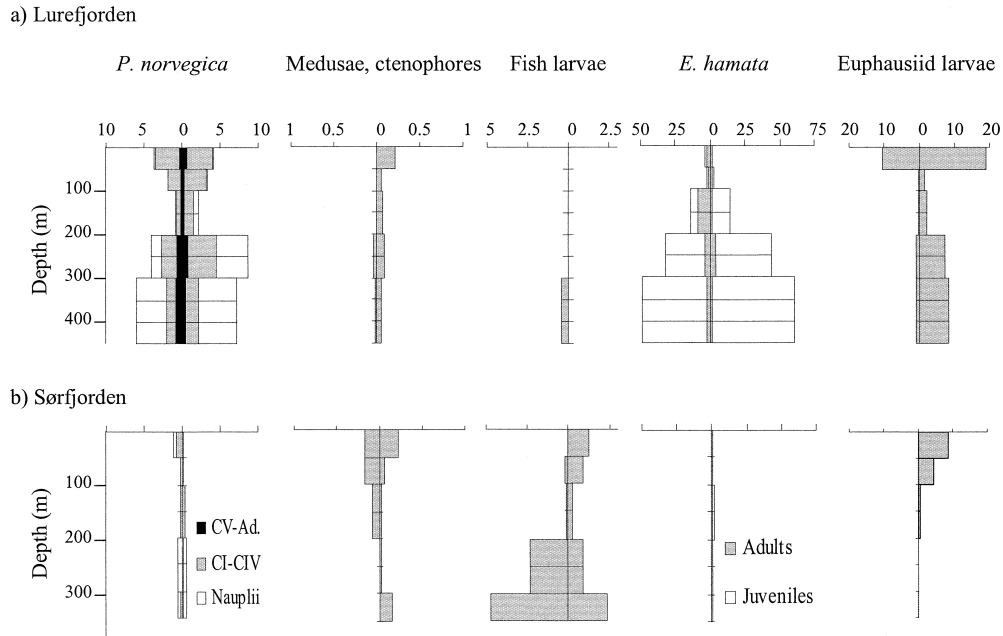 a) Lurefjorden
P. norvegica Medusae, ctenophores Fish larvae E. hamata Euphausiid larvae
10 5 0 5 10 1 0.5 0 0.5 1 5 2.5 0 2.5 50 25 0 25 50 75 20 10 0 10 20
Depth (m)
100
200
300
400
b) Sørfjorden
Depth (m)
100
200
300
CV-Ad.
CI-CIV
Nauplii
Adults
Juveniles